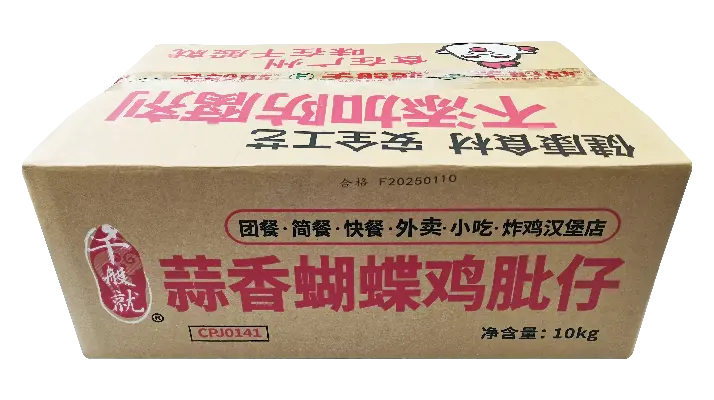 食在广州
味在千般就
不添加防腐剂
健康食材 安全工艺
合格 F20250110
团餐·简餐·快餐·外卖·小吃·炸鸡汉堡店
千般就
®
蒜香蝴蝶鸡肶仔
CPJ0141
净含量：10kg